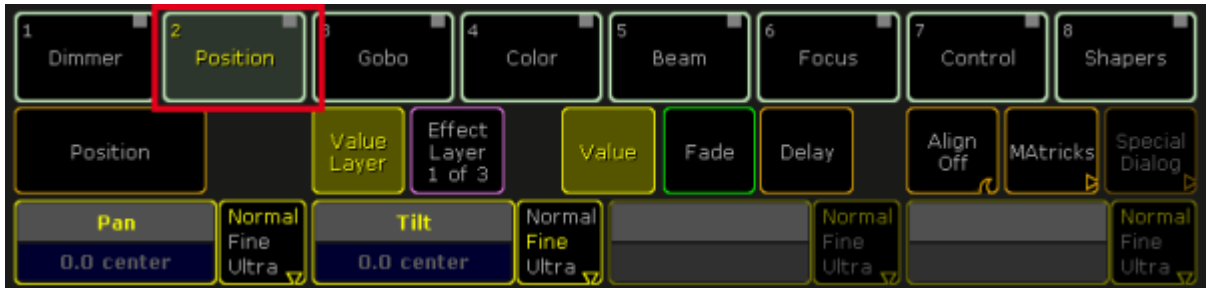 1 2 3 4 5 6 7 8
Dimmer Position Gobo Color Beam Focus Control Shapers
Position Value Layer Effect Layer 1 of 3 Value Fade Delay Align Off MAtricks Special Dialog
Pan Normal Tilt Normal Normal Normal
Fine Fine Fine Fine
0.0 center Ultra 0.0 center Ultra Ultra Ultra